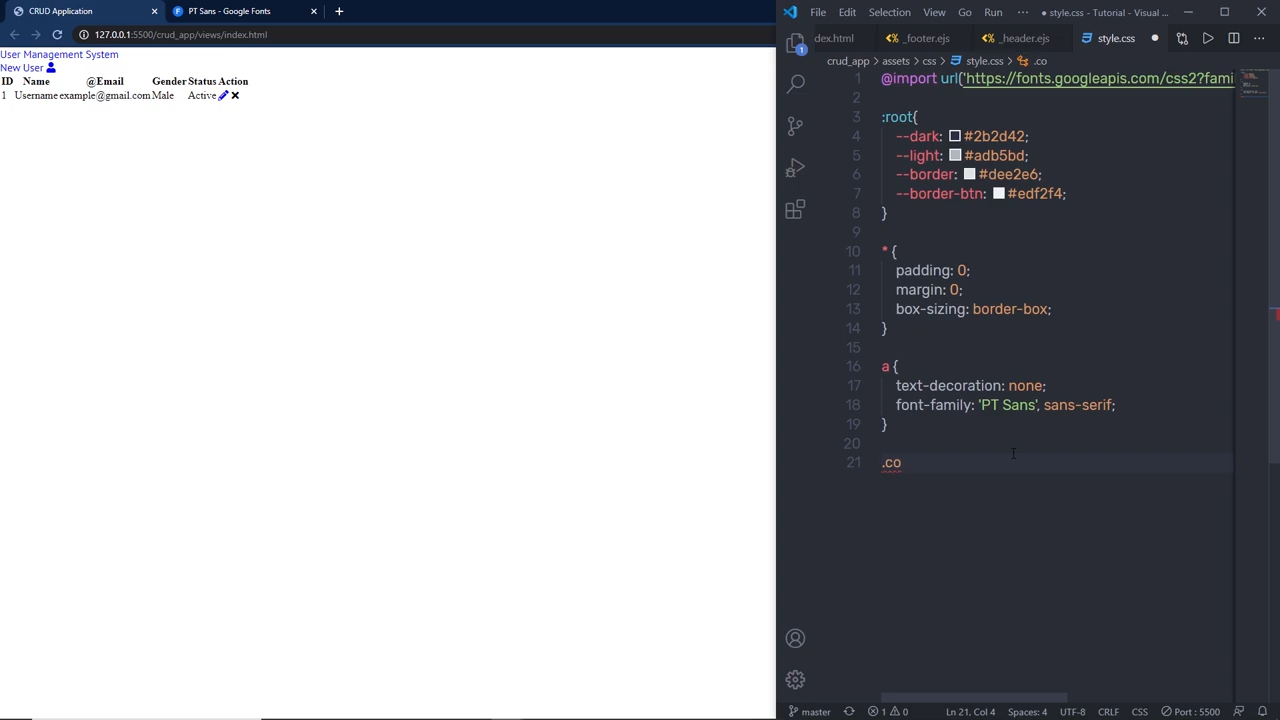 CRUD Application
PT Sans - Google Fonts
127.0.0.1:5500/crud_app/views/index.html
User Management System
New User
ID Name @Email Gender Status Action
1 Username example@gmail.com Male Active
File Edit Selection View Go Run ··· ● style.css - Tutorial - Visual ...
dex.html _footer.ejs _header.ejs style.css
crud_app > assets > css > style.css > .co
1 @import url('https://fonts.googleapis.com/css2?fami
2
3 :root{
4 --dark: #2b2d42;
5 --light: #adb5bd;
6 --border: #dee2e6;
7 --border-btn: #edf2f4;
8 }
9
10 * {
11 padding: 0;
12 margin: 0;
13 box-sizing: border-box;
14 }
15
16 a {
17 text-decoration: none;
18 font-family: 'PT Sans', sans-serif;
19 }
20
21 .co
1
master 1 0 Ln 21, Col 4 Spaces: 4 UTF-8 CRLF CSS Port : 5500